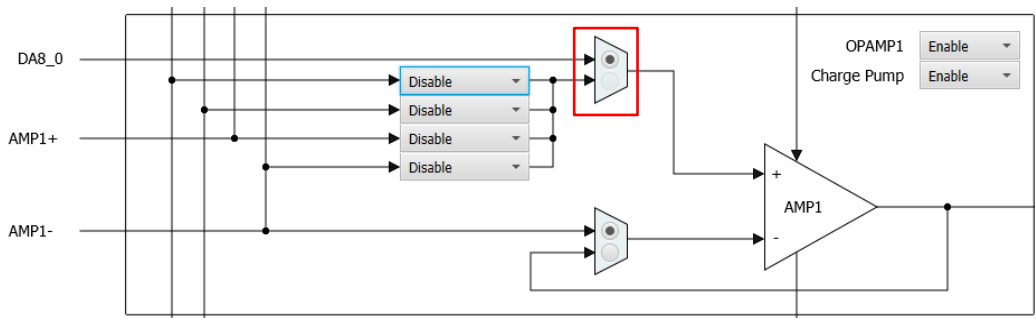 DA8_0
OPAMP1
Enable
Charge Pump
Enable
Disable
Disable
AMP1+
Disable
Disable
+
AMP1
AMP1-
-